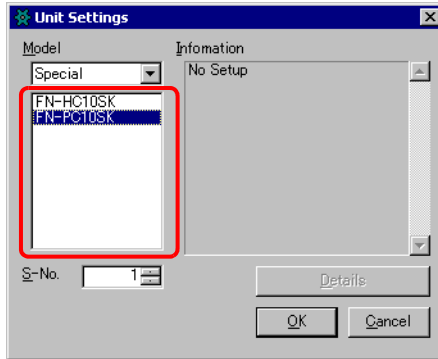 Unit Settings
Model
Infomation
Special
No Setup
FN-HC10SK
FN-PC10SK
S-No.
1
Details
OK
Cancel